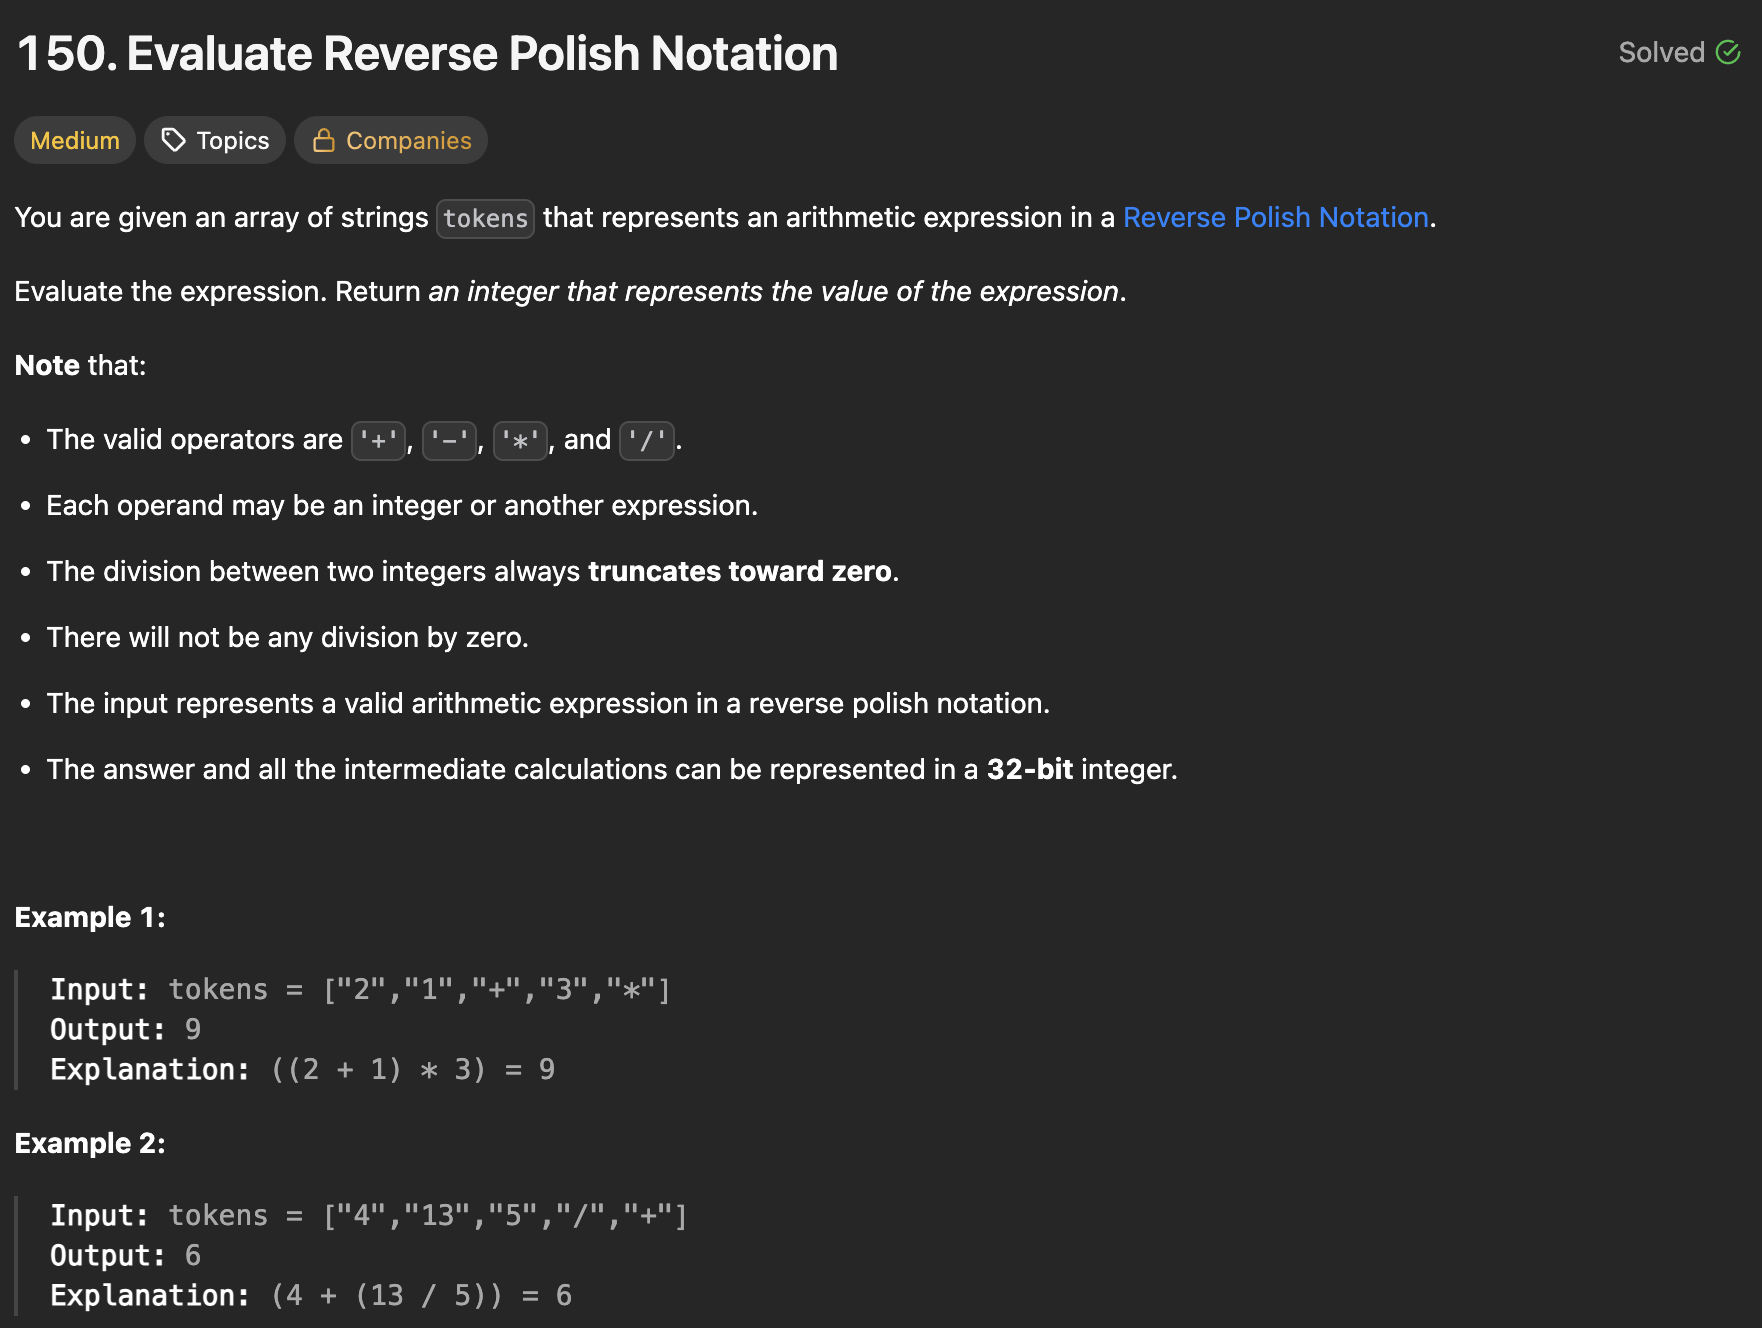 150. Evaluate Reverse Polish Notation
Solved
Medium
Topics
Companies
You are given an array of strings tokens that represents an arithmetic expression in a Reverse Polish Notation.
Evaluate the expression. Return an integer that represents the value of the expression.
Note that:
• The valid operators are '+', '-', '*', and '/'.
• Each operand may be an integer or another expression.
• The division between two integers always truncates toward zero.
• There will not be any division by zero.
• The input represents a valid arithmetic expression in a reverse polish notation.
• The answer and all the intermediate calculations can be represented in a 32-bit integer.
Example 1:
Input: tokens = ["2","1","+","3","*"]
Output: 9
Explanation: ((2 + 1) * 3) = 9
Example 2:
Input: tokens = ["4","13","5","/","+"]
Output: 6
Explanation: (4 + (13 / 5)) = 6